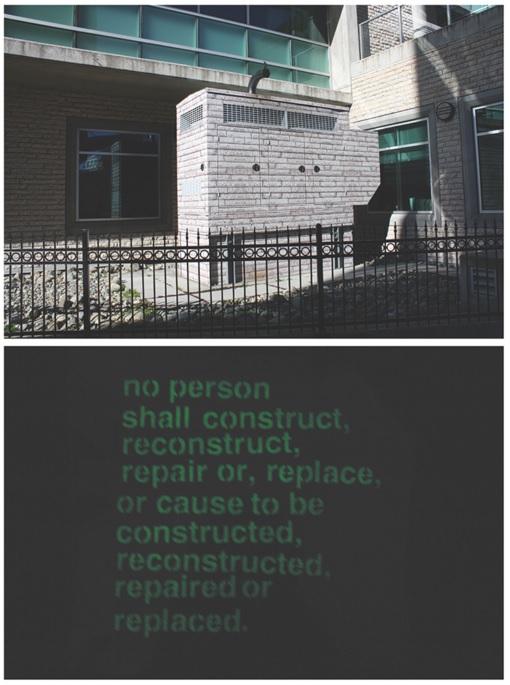 no person
shall construct,
reconstruct,
repair or, replace,
or cause to be
constructed,
reconstructed,
repaired or
replaced.